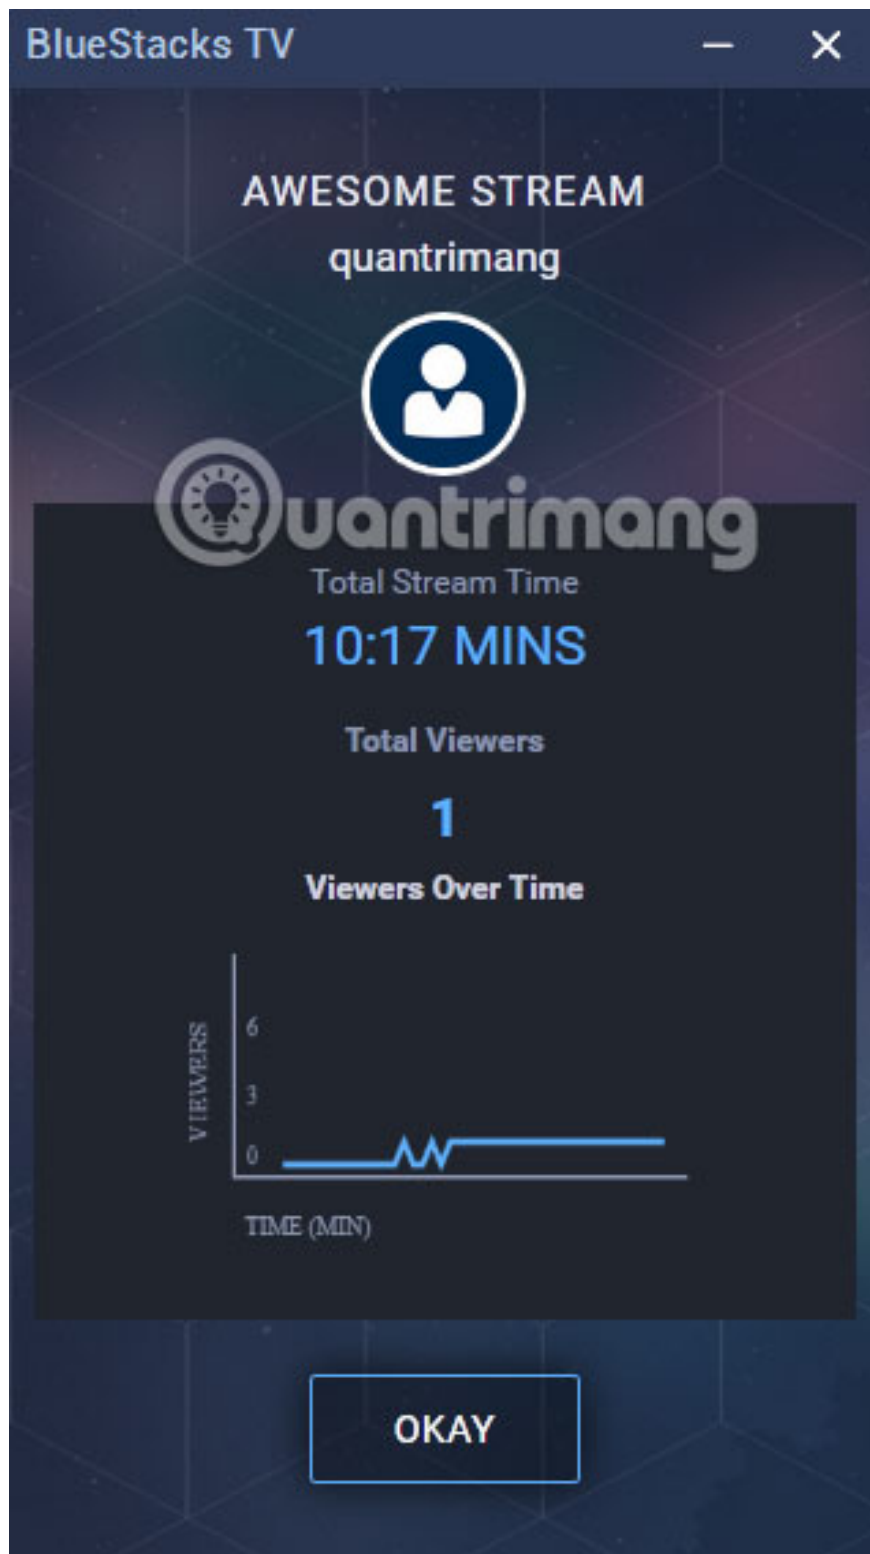 BlueStacks TV
AWESOME STREAM
quantrimang
Quantrimang
Total Stream Time
10:17 MINS
Total Viewers
1
Viewers Over Time
VIEWERS
6
3
0
TIME (MIN)
OKAY